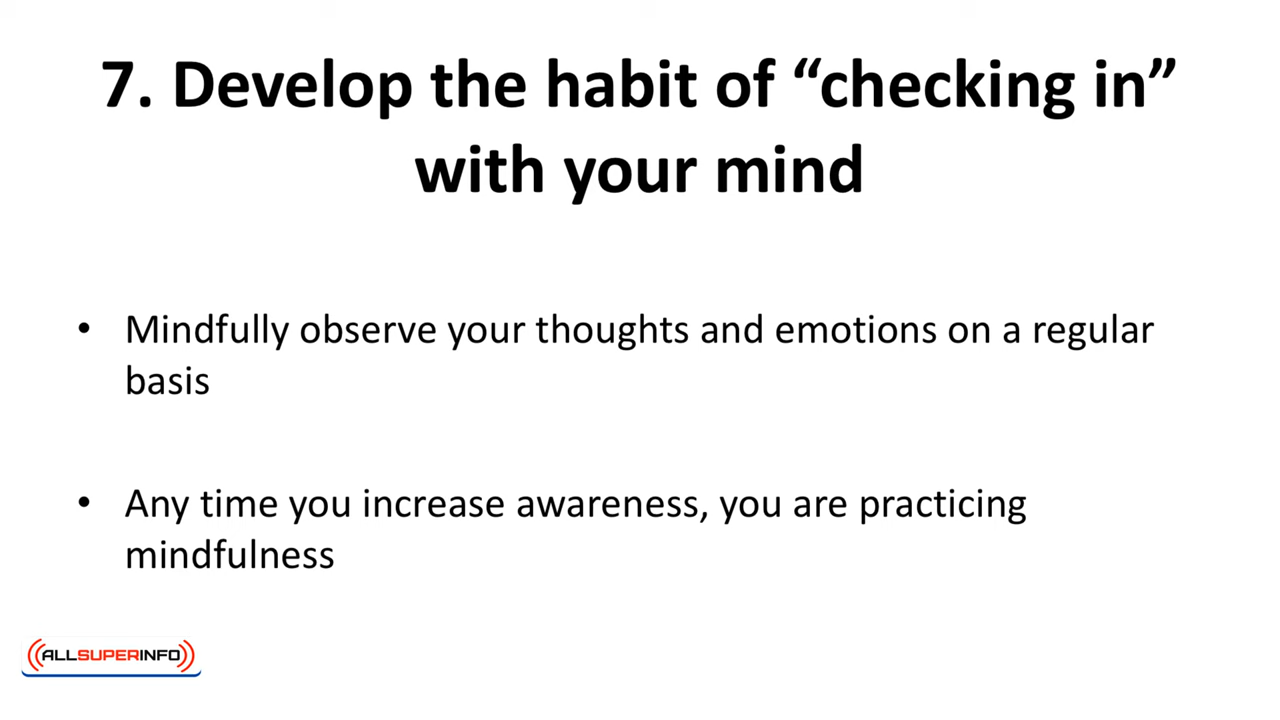 7. Develop the habit of “checking in”
with your mind
• Mindfully observe your thoughts and emotions on a regular
basis
• Any time you increase awareness, you are practicing
mindfulness
ALLSUPERINFO